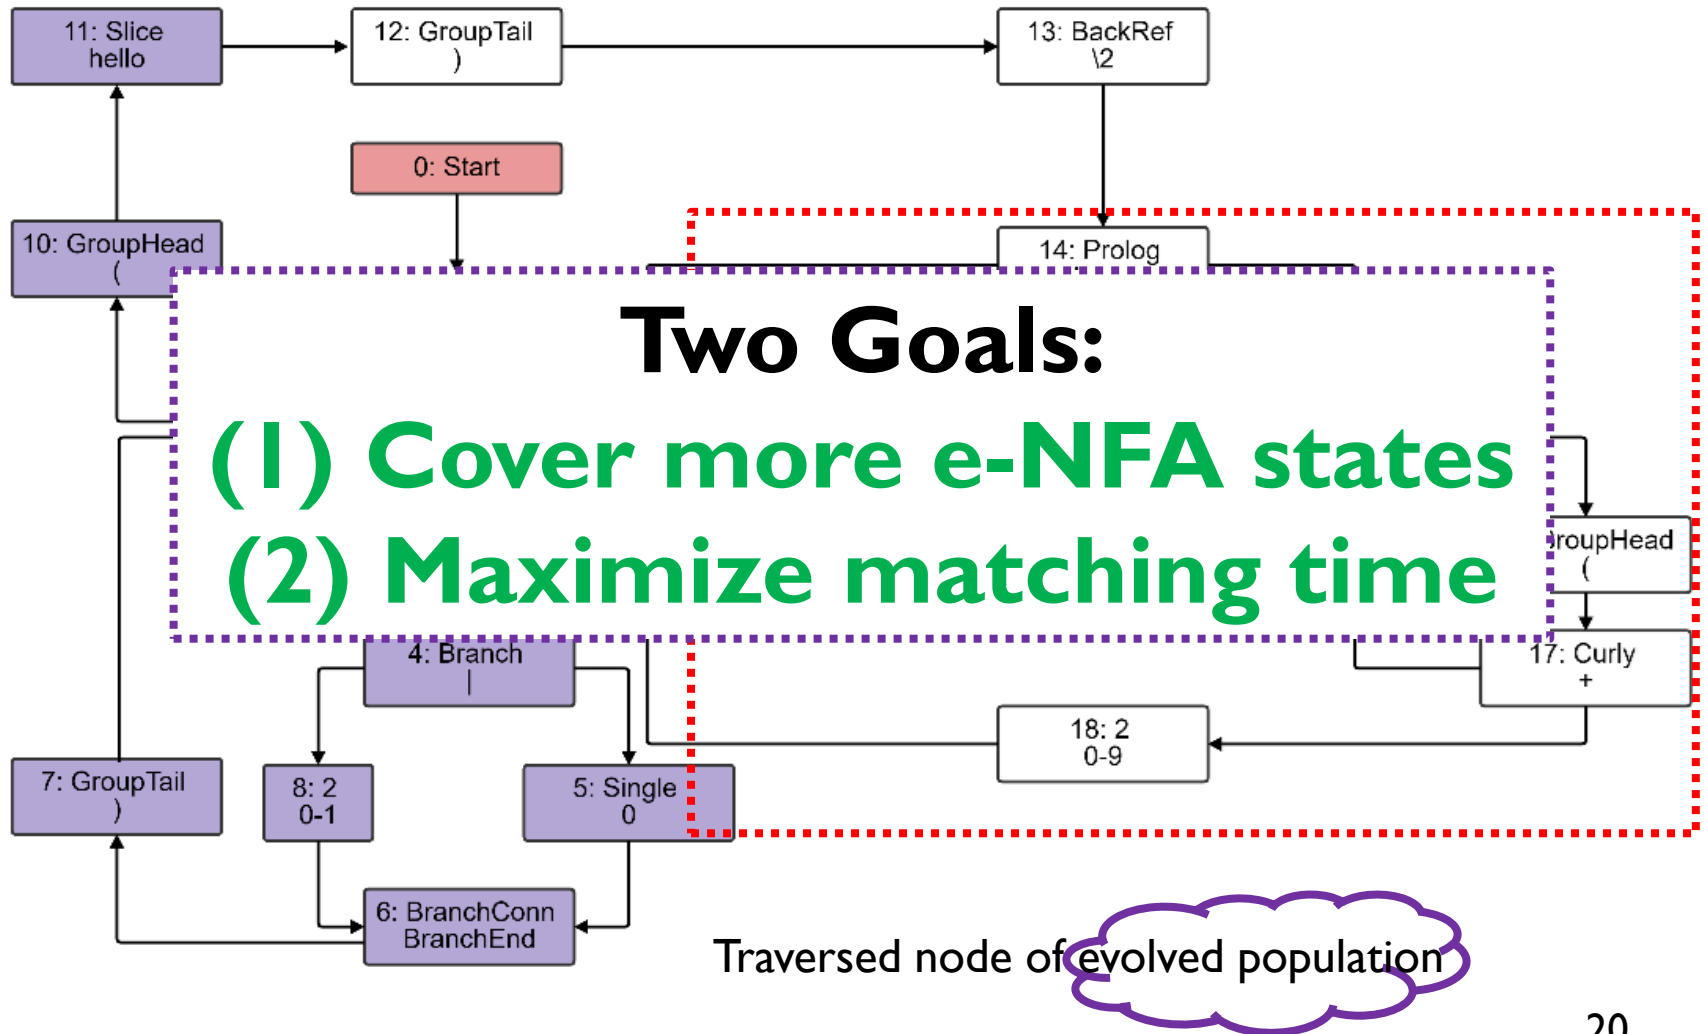 11: Slice
hello
12: GroupTail
)
13: BackRef
\2
0: Start
10: GroupHead
(
14: Prolog
Two Goals:
(1) Cover more e-NFA states
(2) Maximize matching time
GroupHead
(
4: Branch
|
17: Curly
+
18: 2
0-9
7: GroupTail
)
8: 2
0-1
5: Single
0
6: BranchConn
BranchEnd
Traversed node of evolved population
20